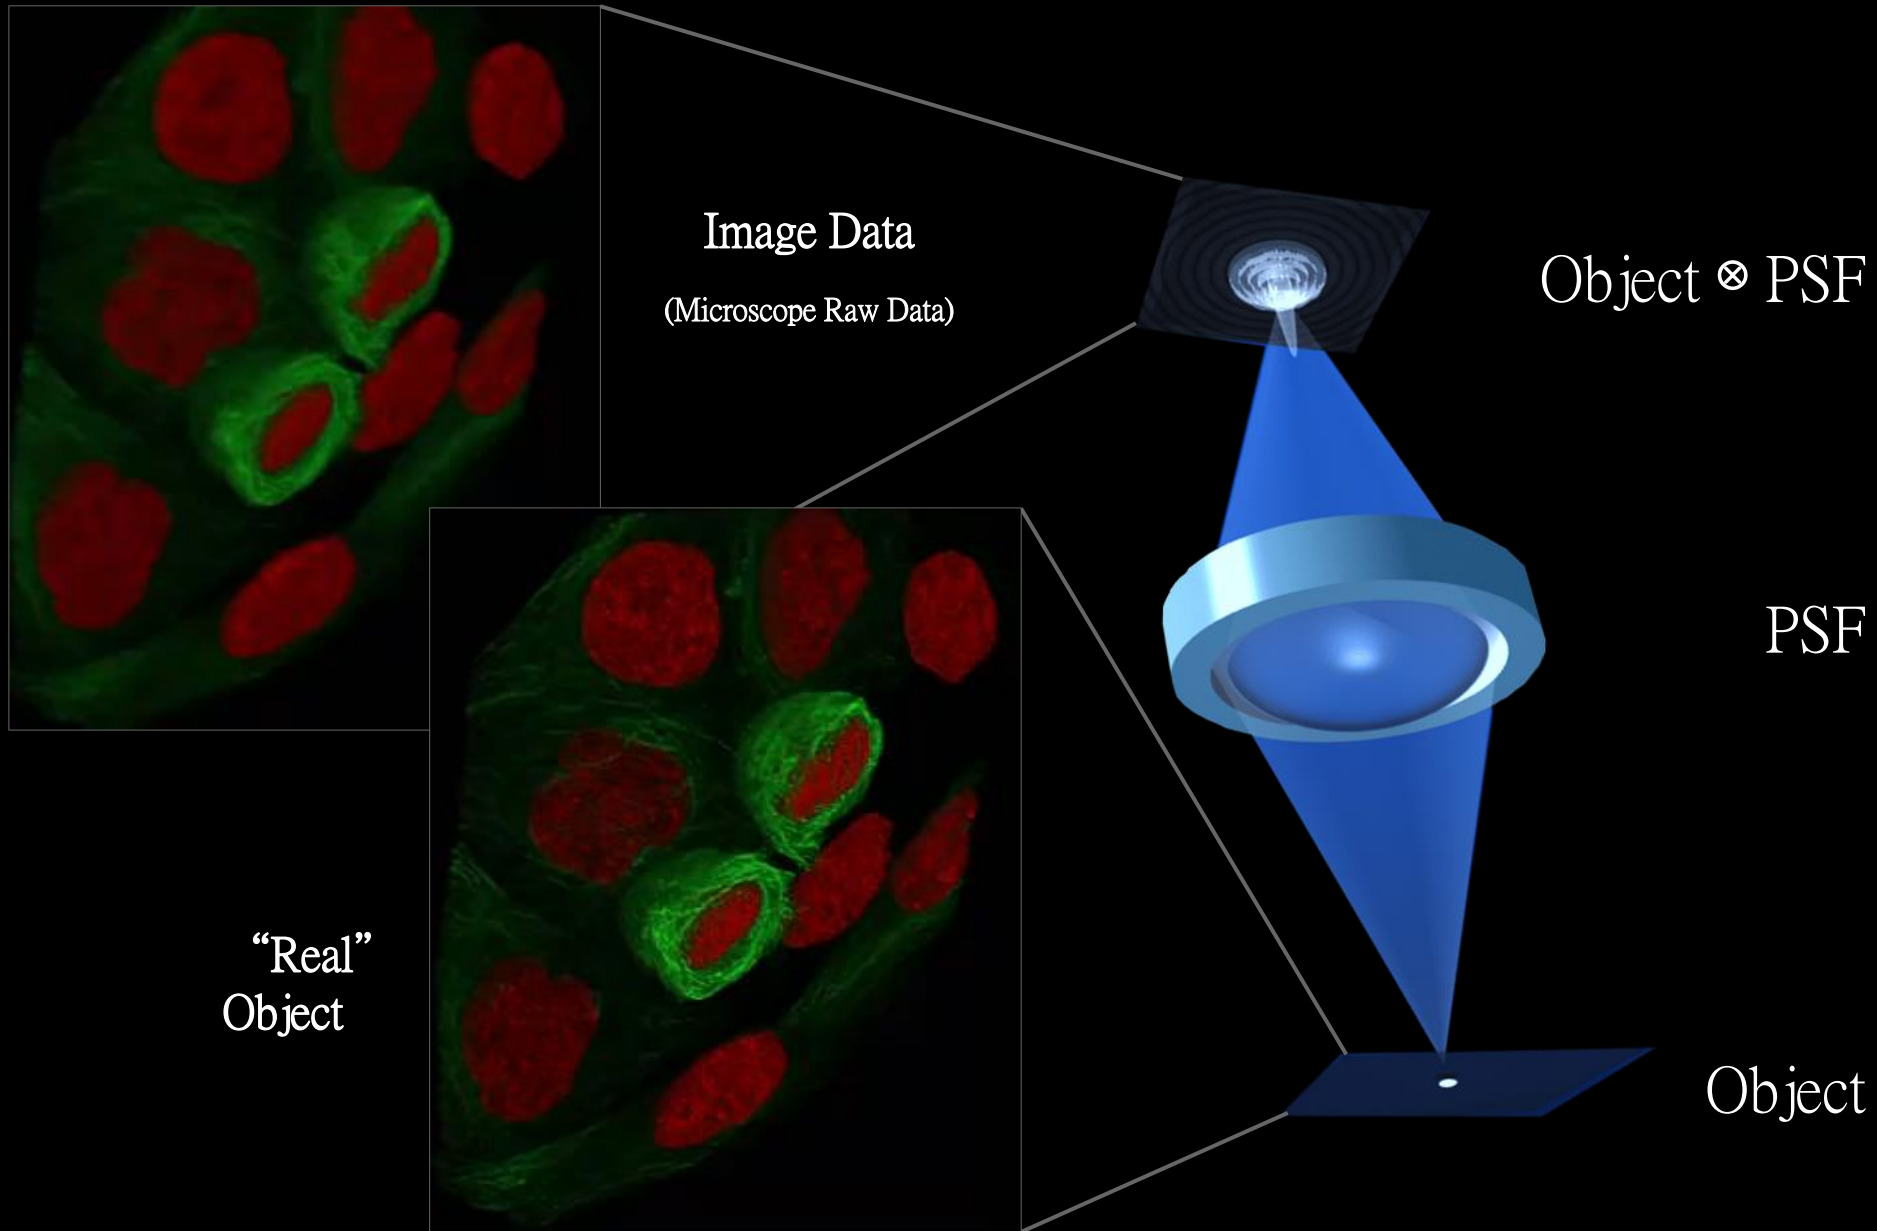 Image Data
(Microscope Raw Data)
Object ⊗ PSF
PSF
“Real”
Object
Object